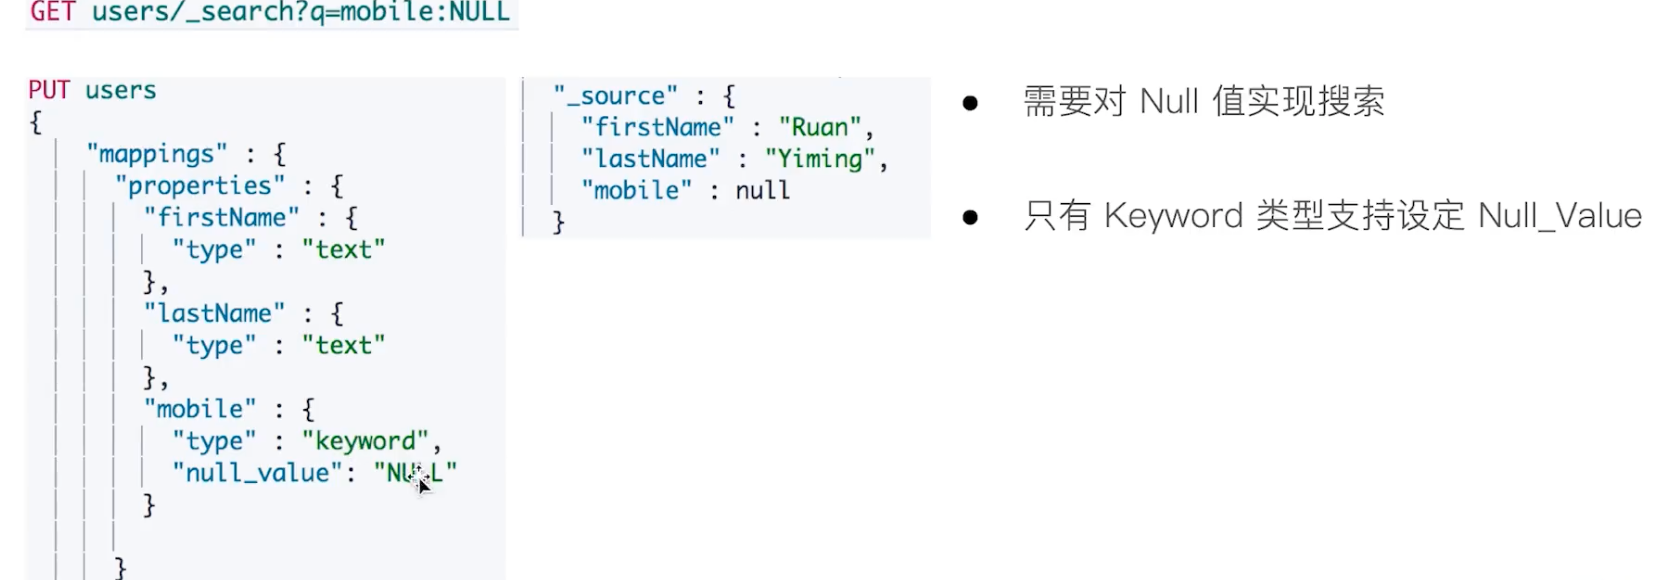 GET users/_search?q=mobile:NULL
PUT users
{
"mappings" : {
"properties" : {
"firstName" : {
"type" : "text"
},
"lastName" : {
"type" : "text"
},
"mobile" : {
"type" : "keyword",
"null_value": "NULL"
}
}
"_source" : {
"firstName" : "Ruan",
"lastName" : "Yiming",
"mobile" : null
}
● 需要对 Null 值实现搜索
● 只有 Keyword 类型支持设定 Null_Value